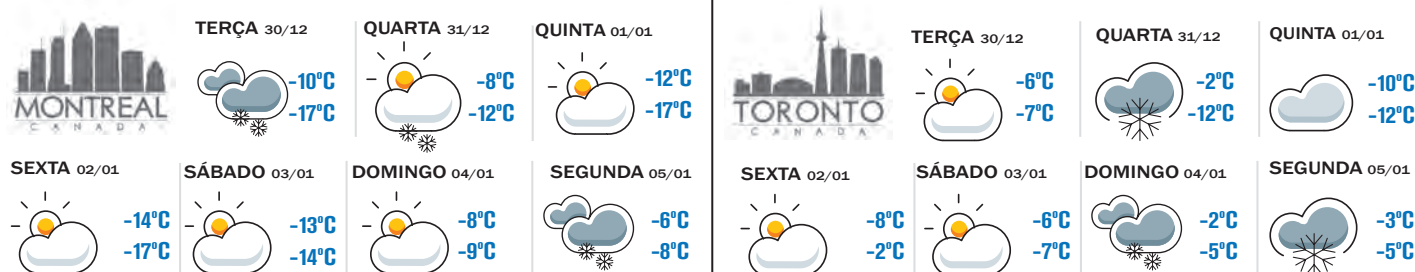 MONTREAL
CANADA
TERÇA 30/12
-10ºC
-17ºC
QUARTA 31/12
-8ºC
-12ºC
QUINTA 01/01
-12ºC
-17ºC
SEXTA 02/01
-14ºC
-17ºC
SÁBADO 03/01
-13ºC
-14ºC
DOMINGO 04/01
-8ºC
-9ºC
SEGUNDA 05/01
-6ºC
-8ºC
TORONTO
CANADA
TERÇA 30/12
-6ºC
-7ºC
QUARTA 31/12
-2ºC
-12ºC
QUINTA 01/01
-10ºC
-12ºC
SEXTA 02/01
-8ºC
-2ºC
SÁBADO 03/01
-6ºC
-7ºC
DOMINGO 04/01
-2ºC
-5ºC
SEGUNDA 05/01
-3ºC
-5ºC